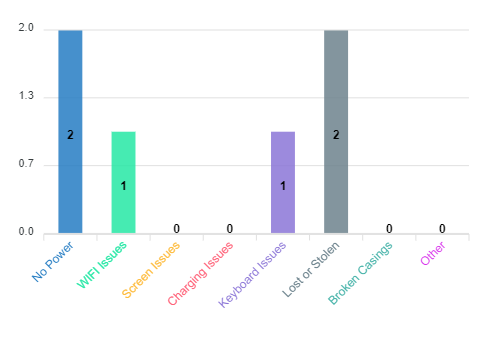 2.0
1.3
0.7
0.0
2
1
0
0
1
2
0
0
No Power
WIFI Issues
Screen Issues
Charging Issues
Keyboard Issues
Lost or Stolen
Broken Casings
Other